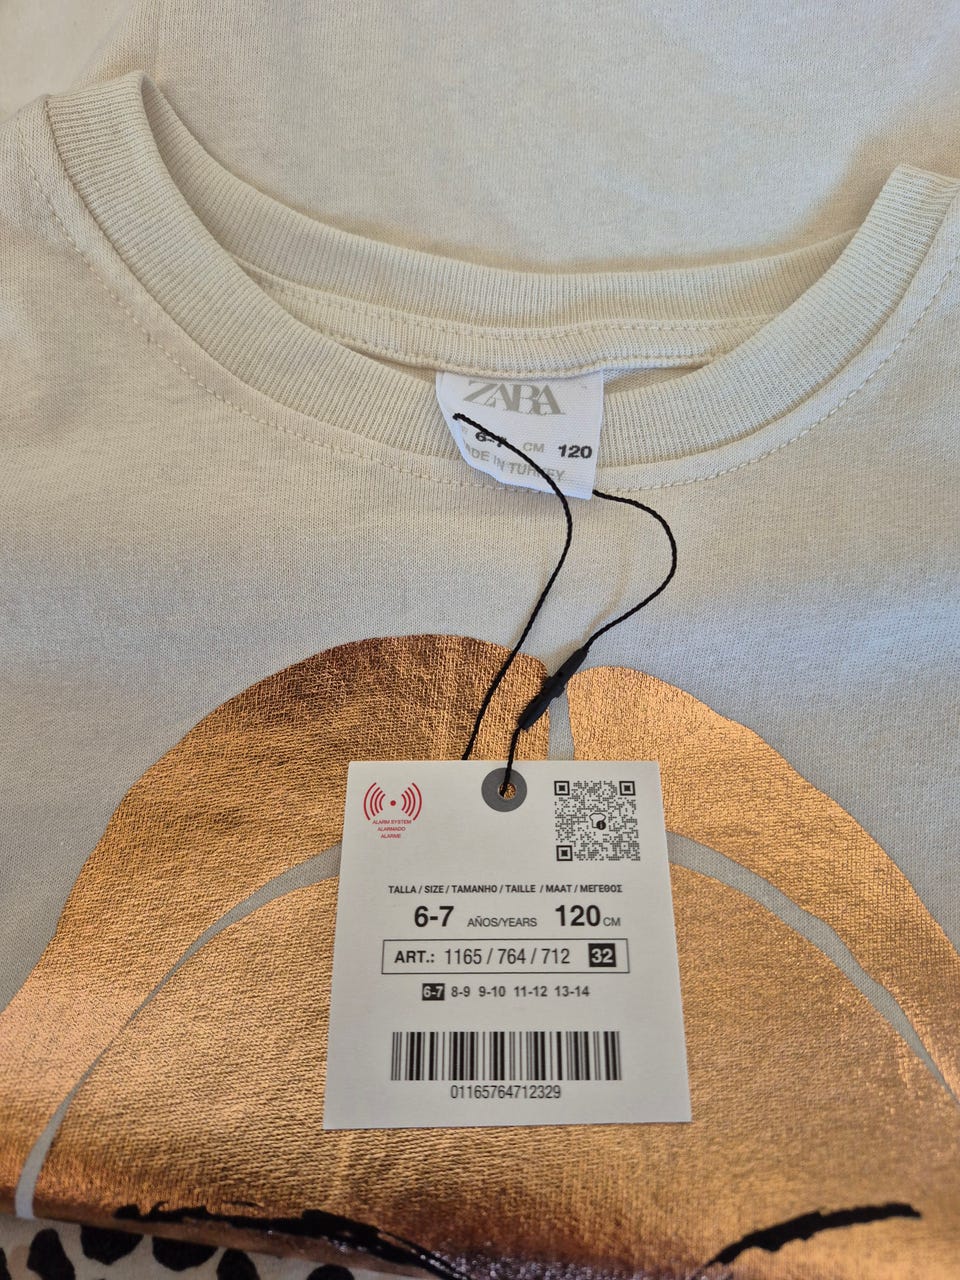 ZARA
6-7 CM 120
MADE IN TURKEY
ALARM SYSTEM
ALARMADO
ALARME
TALLA / SIZE / TAMANHO / TAILLE / MAAT / ΜΕΓΕΘΟΣ
6-7 AÑOS/YEARS 120 CM
ART.: 1165 / 764 / 712 32
6-7 8-9 9-10 11-12 13-14
01165764712329